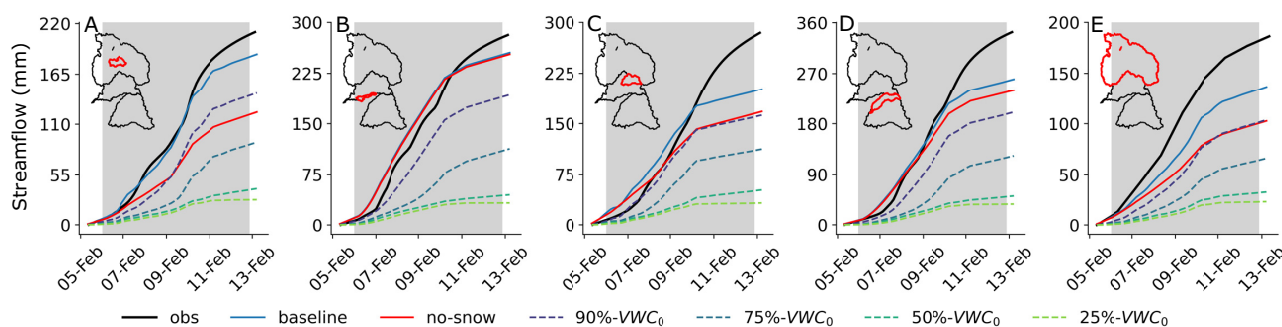 A
B
C
D
E
Streamflow (mm)
220
165
110
55
0
300
225
150
75
0
300
225
150
75
0
360
270
180
90
0
200
150
100
50
0
05-Feb 07-Feb 09-Feb 11-Feb 13-Feb
05-Feb 07-Feb 09-Feb 11-Feb 13-Feb
05-Feb 07-Feb 09-Feb 11-Feb 13-Feb
05-Feb 07-Feb 09-Feb 11-Feb 13-Feb
05-Feb 07-Feb 09-Feb 11-Feb 13-Feb
obs baseline no-snow 90%-VWC₀ 75%-VWC₀ 50%-VWC₀ 25%-VWC₀